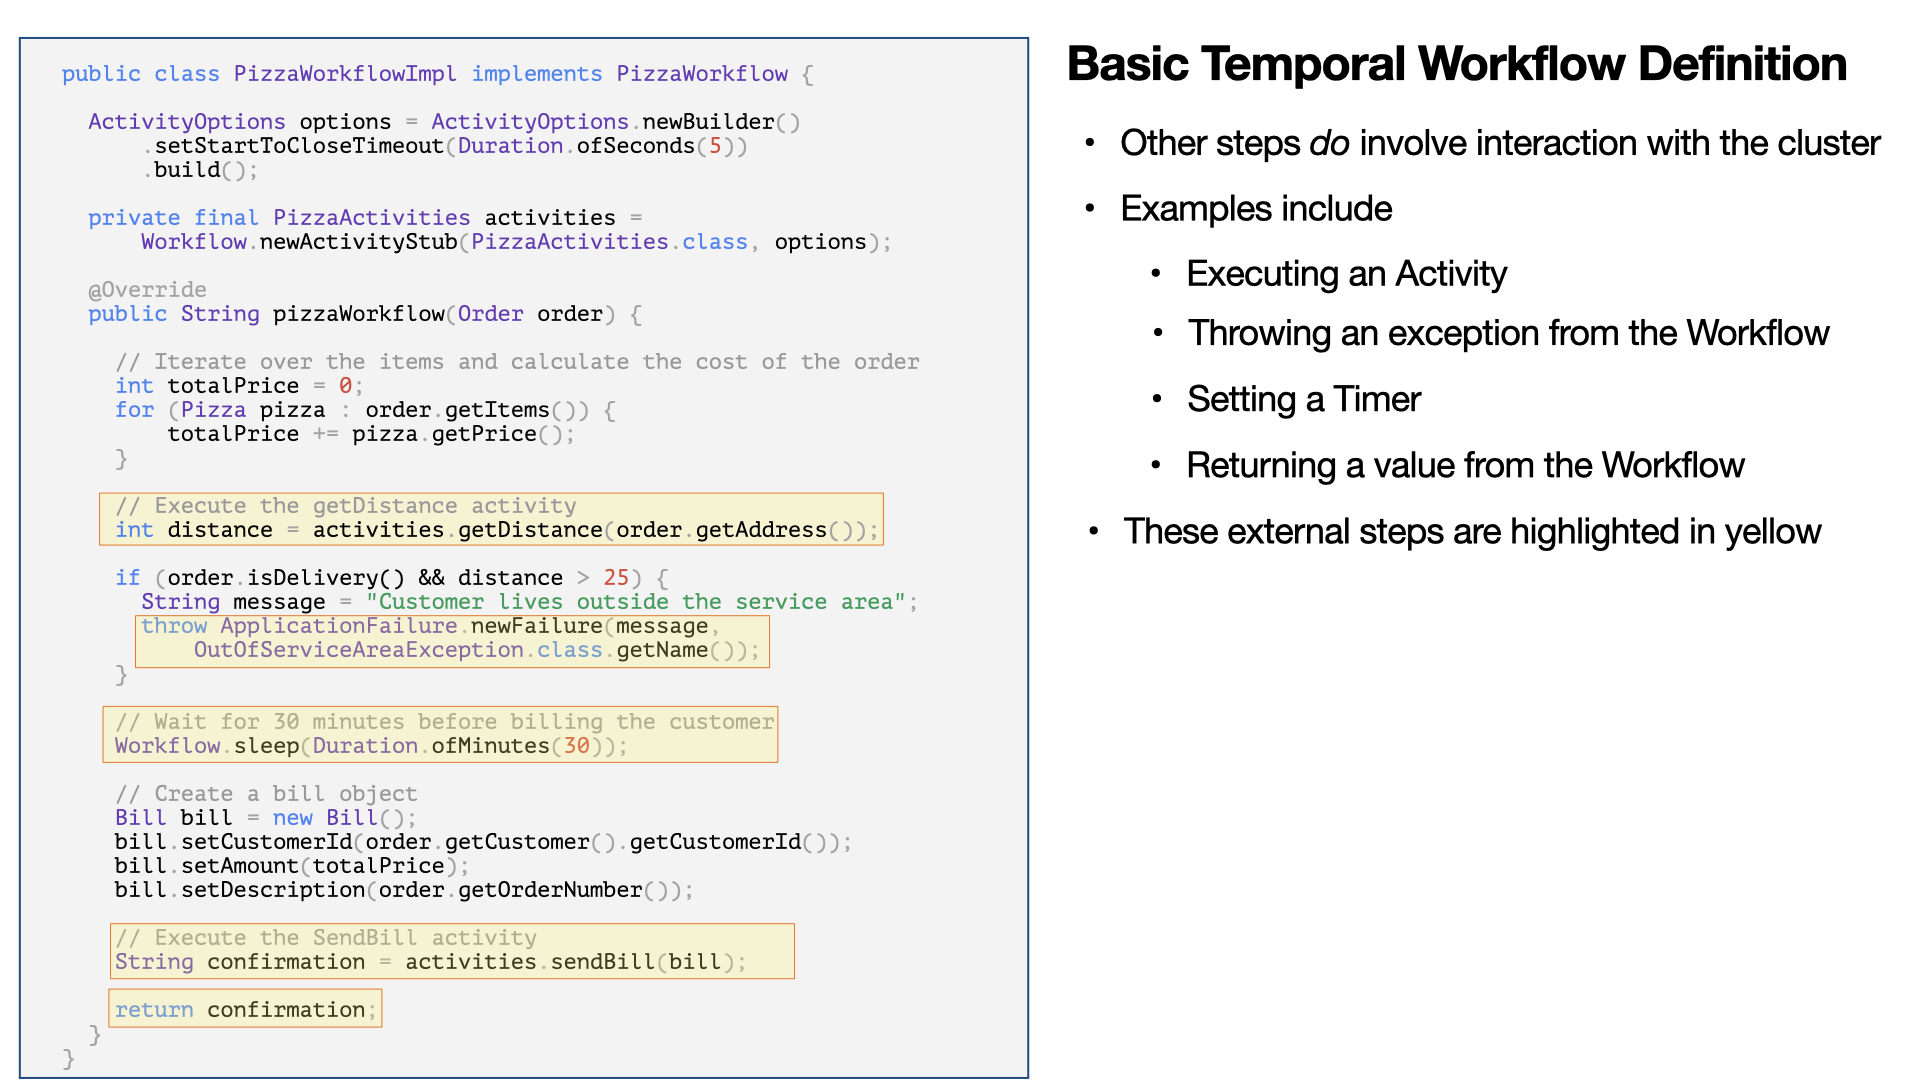 public class PizzaWorkflowImpl implements PizzaWorkflow {
ActivityOptions options = ActivityOptions.newBuilder()
.setStartToCloseTimeout(Duration.ofSeconds(5))
.build();
private final PizzaActivities activities =
Workflow.newActivityStub(PizzaActivities.class, options);
@Override
public String pizzaWorkflow(Order order) {
// Iterate over the items and calculate the cost of the order
int totalPrice = 0;
for (Pizza pizza : order.getItems()) {
totalPrice += pizza.getPrice();
}
// Execute the getDistance activity
int distance = activities.getDistance(order.getAddress());
if (order.isDelivery() && distance > 25) {
String message = "Customer lives outside the service area";
throw ApplicationFailure.newFailure(message,
OutOfServiceAreaException.class.getName());
}
// Wait for 30 minutes before billing the customer
Workflow.sleep(Duration.ofMinutes(30));
// Create a bill object
Bill bill = new Bill();
bill.setCustomerId(order.getCustomer().getCustomerId());
bill.setAmount(totalPrice);
bill.setDescription(order.getOrderNumber());
// Execute the SendBill activity
String confirmation = activities.sendBill(bill);
return confirmation;
}
}
Basic Temporal Workflow Definition
• Other steps do involve interaction with the cluster
• Examples include
• Executing an Activity
• Throwing an exception from the Workflow
• Setting a Timer
• Returning a value from the Workflow
• These external steps are highlighted in yellow